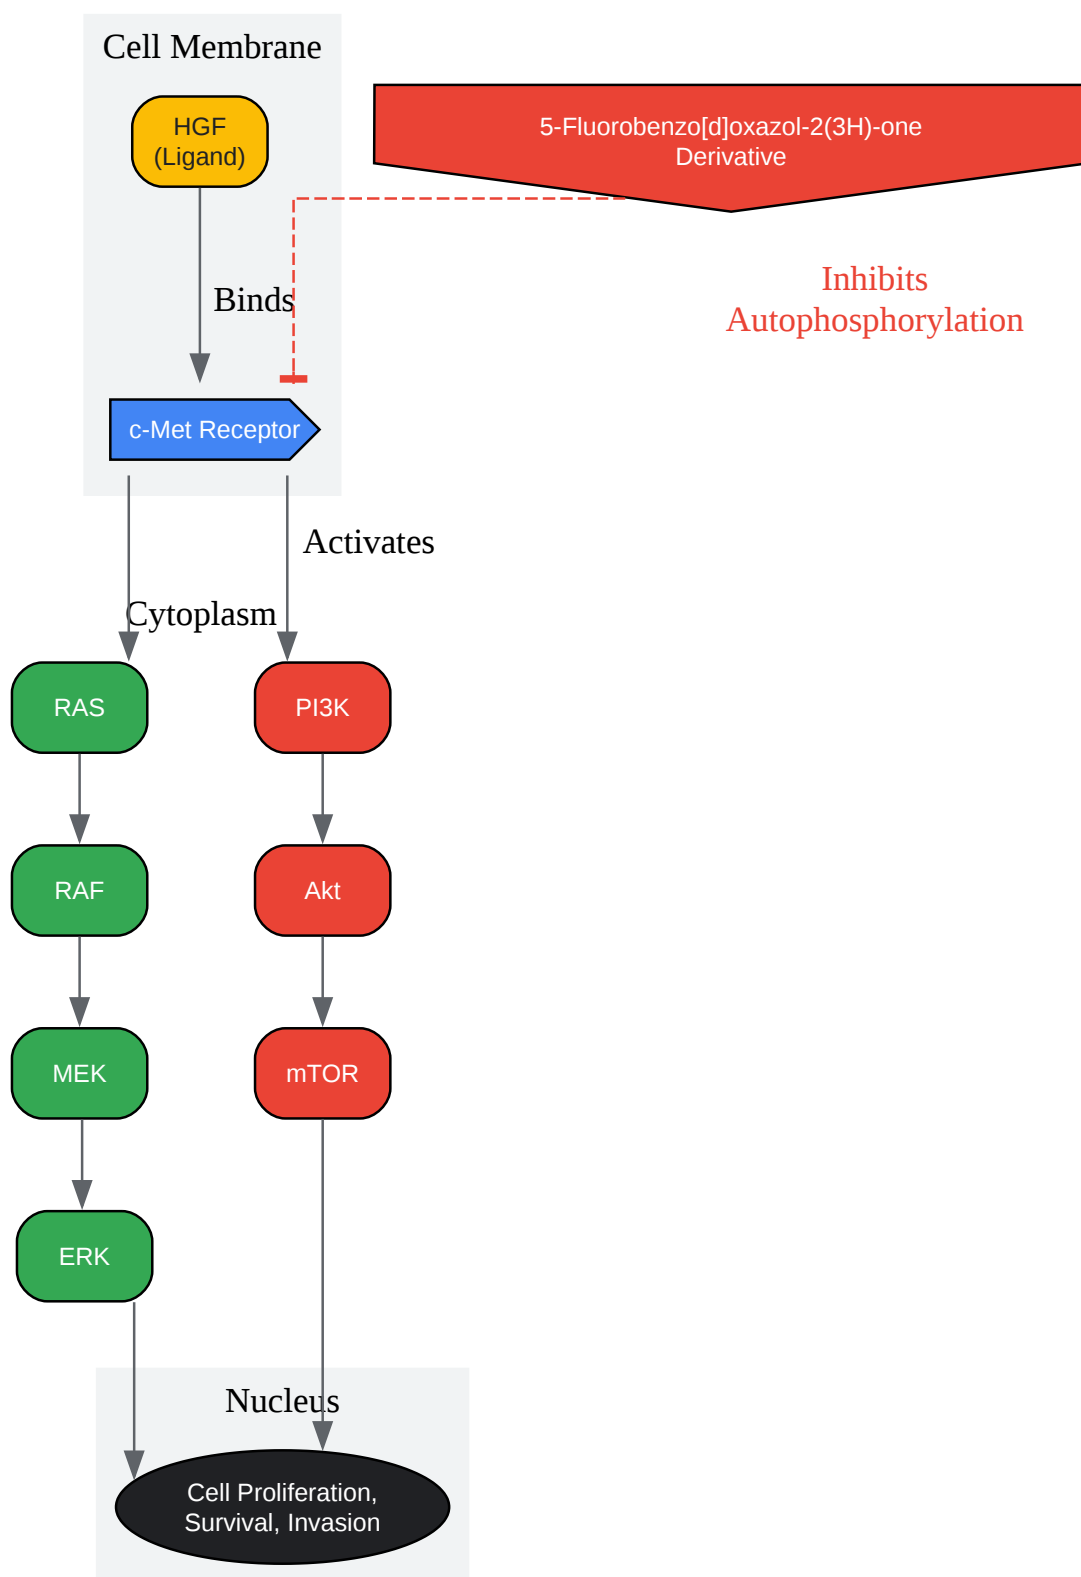 Cell Membrane
HGF
(Ligand)
5-Fluorobenzo[d]oxazol-2(3H)-one
Derivative
Binds
Inhibits
Autophosphorylation
c-Met Receptor
Activates
Cytoplasm
RAS
PI3K
RAF
Akt
MEK
mTOR
ERK
Nucleus
Cell Proliferation,
Survival, Invasion